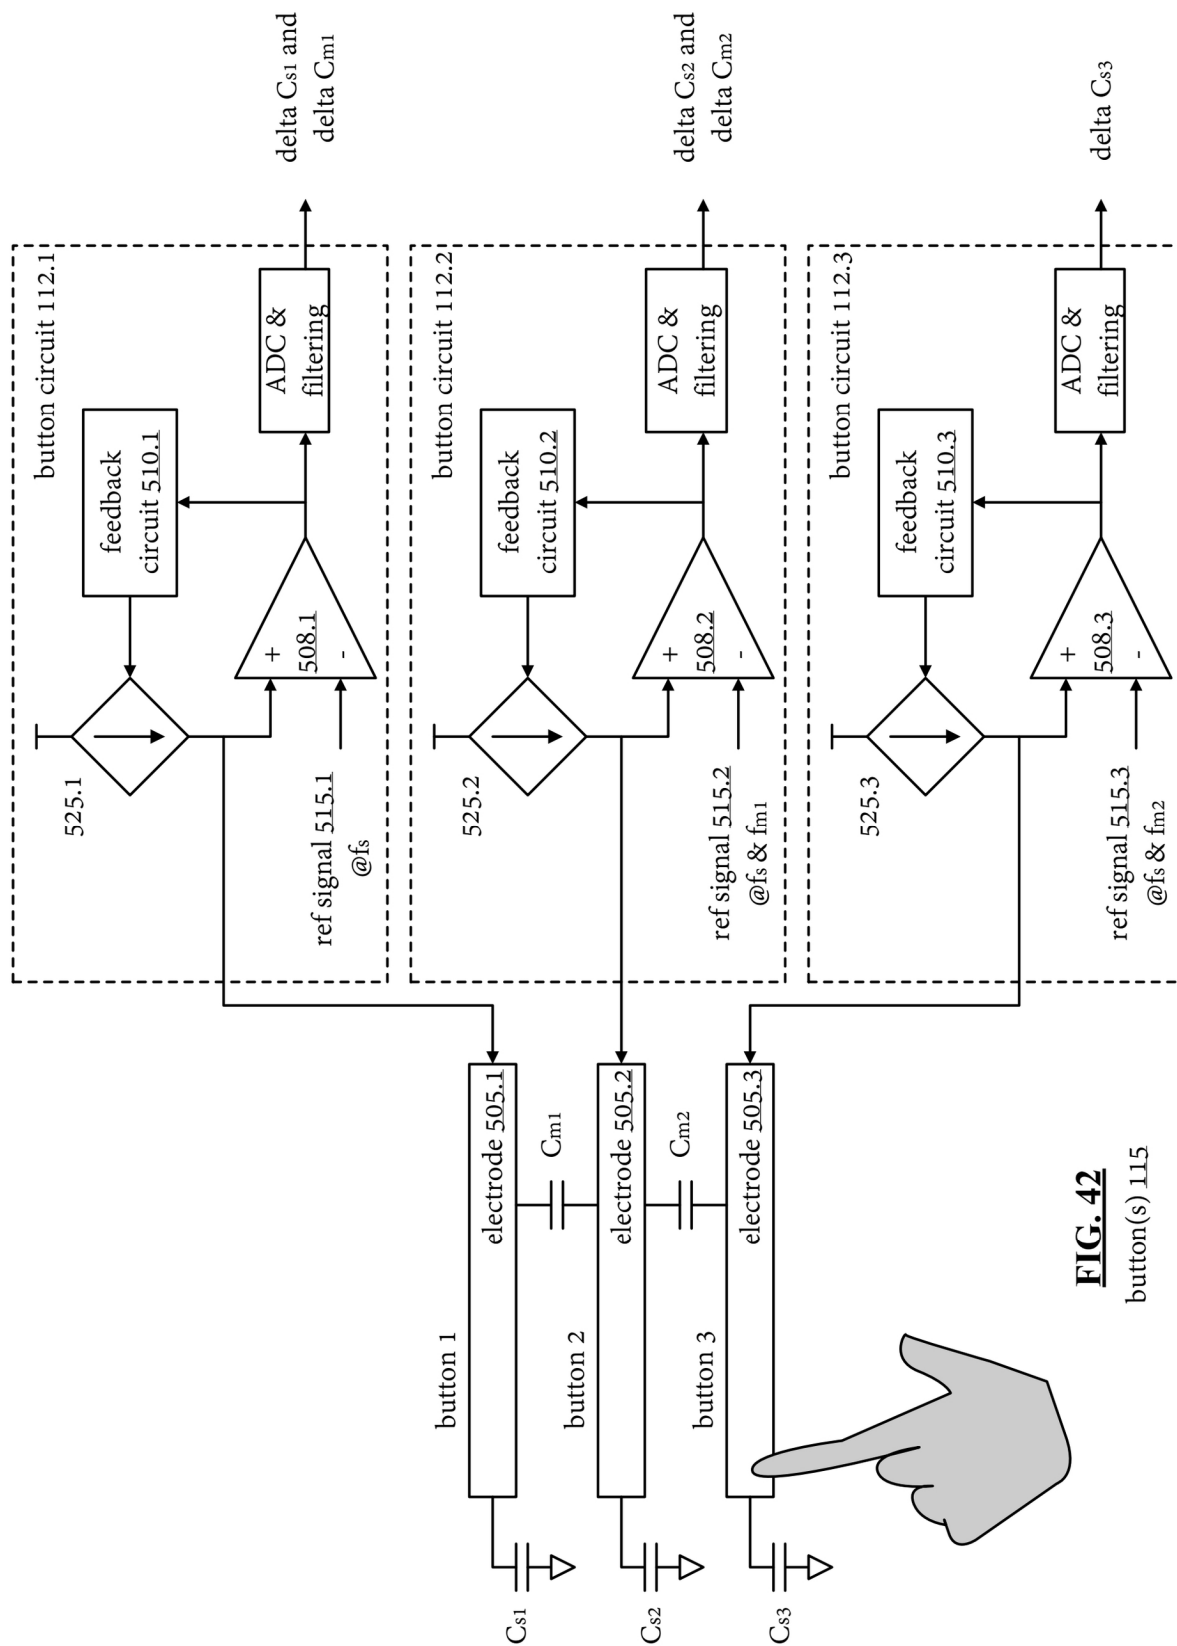 button circuit 112.1
525.1
feedback
circuit 510.1
+
508.1
-
ADC &
filtering
ref signal 515.1
@fs
delta Cs1 and
delta Cm1
button circuit 112.2
525.2
feedback
circuit 510.2
+
508.2
-
ADC &
filtering
ref signal 515.2
@fs & fm1
delta Cs2 and
delta Cm2
button circuit 112.3
525.3
feedback
circuit 510.3
+
508.3
-
ADC &
filtering
ref signal 515.3
@fs & fm2
delta Cs3
button 1
electrode 505.1
Cs1
Cm1
button 2
electrode 505.2
Cs2
Cm2
button 3
electrode 505.3
Cs3
FIG. 42
button(s) 115